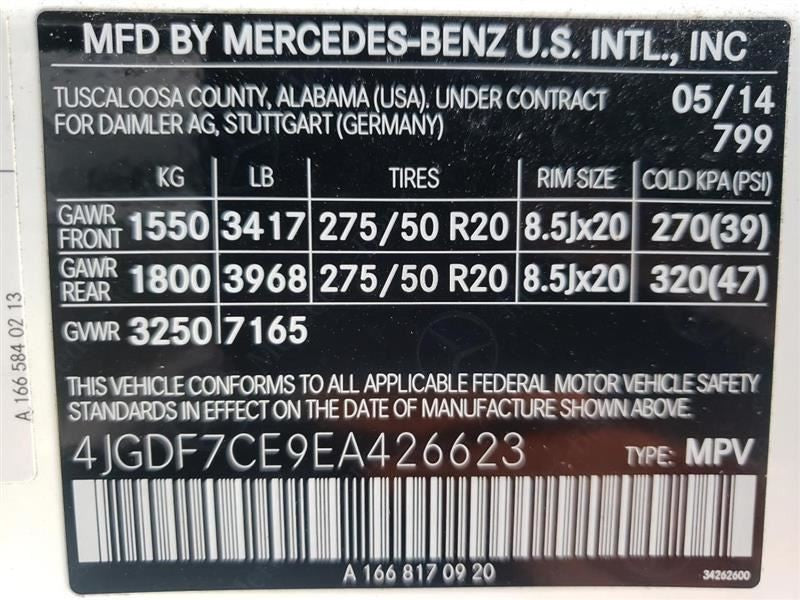 MFD BY MERCEDES-BENZ U.S. INTL., INC
TUSCALOOSA COUNTY, ALABAMA (USA). UNDER CONTRACT 05/14
FOR DAIMLER AG, STUTTGART (GERMANY) 799
KG LB TIRES RIM SIZE COLD KPA(PSI)
GAWR FRONT 1550 3417 275/50 R20 8.5Jx20 270(39)
GAWR REAR 1800 3968 275/50 R20 8.5Jx20 320(47)
GVWR 3250 7165
THIS VEHICLE CONFORMS TO ALL APPLICABLE FEDERAL MOTOR VEHICLE SAFETY
STANDARDS IN EFFECT ON THE DATE OF MANUFACTURE SHOWN ABOVE.
4JGDF7CE9EA426623 TYPE: MPV
A 166 817 09 20 34262600
A 166 584 02 13